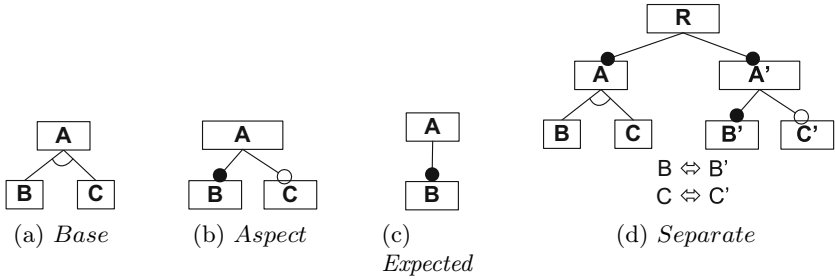 A
B C
(a) Base
A
B C
(b) Aspect
A
B
(c)
Expected
R
A A’
B C B’ C’
B ⇔ B’
C ⇔ C’
(d) Separate